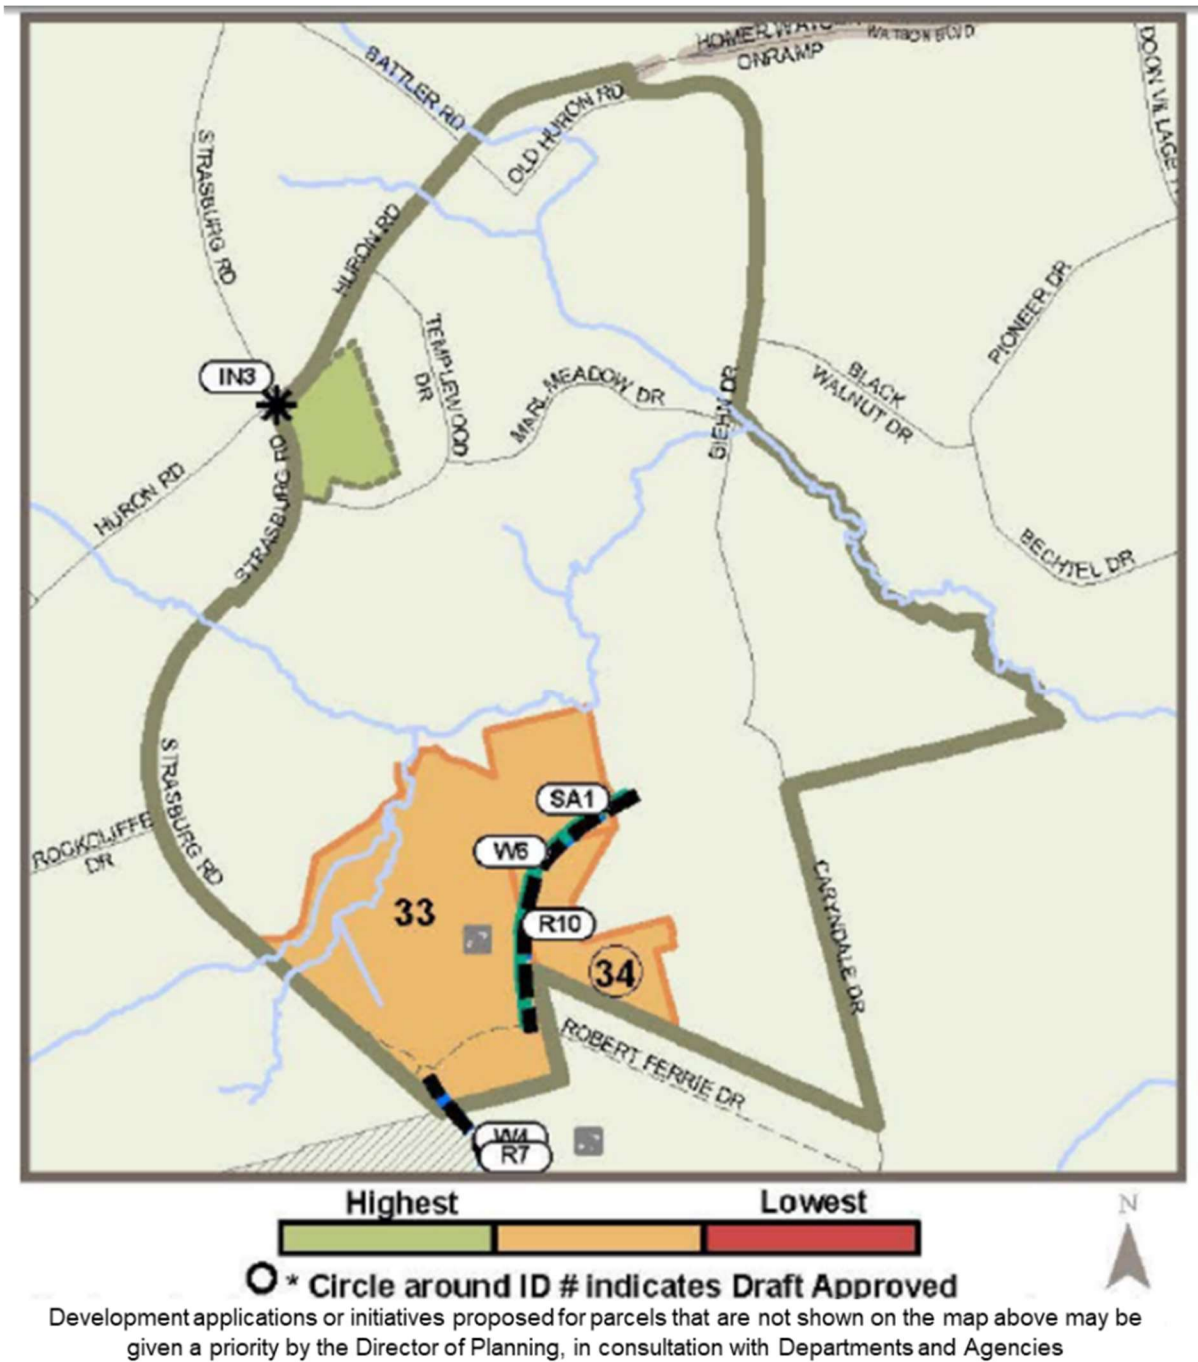 HOMER WATSON
WATSON BLVD
ONRAMP
DOON VILLAGE
BATTLER RD
OLD HURON RD
STRASBURG RD
HURON RD
PIONEER DR
TEMPLEWOOD
DR
IN3
BLACK
WALNUT DR
MARL MEADOW DR
BIEHN DR
HURON RD
STRASBURG RD
BECHTEL DR
STRASBURG RD
ROCKCLIFFE
DR
SA1
W6
33
R10
34
CARYNDALE DR
ROBERT FERRIE DR
W4
R7
Highest
Lowest
N
* Circle around ID # indicates Draft Approved
Development applications or initiatives proposed for parcels that are not shown on the map above may be
given a priority by the Director of Planning, in consultation with Departments and Agencies